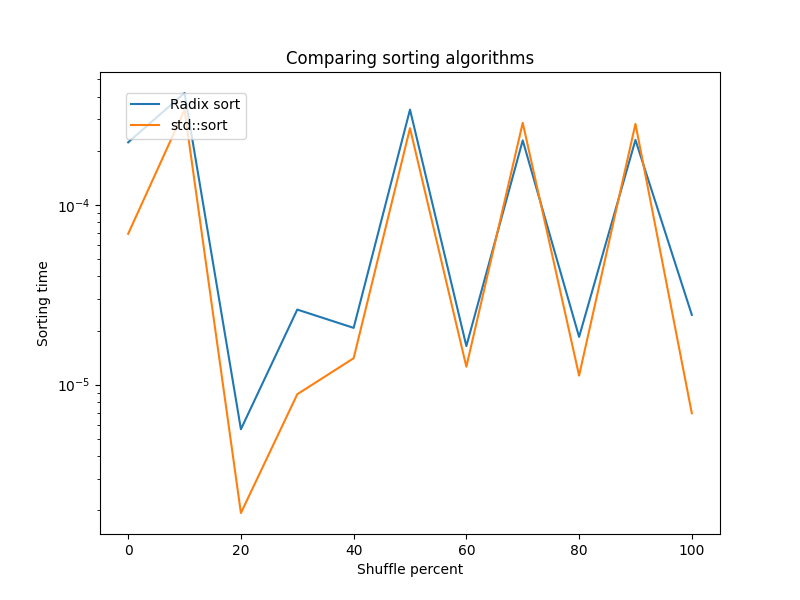 Comparing sorting algorithms
Radix sort
std::sort
Sorting time
10⁻⁴
10⁻⁵
0 20 40 60 80 100
Shuffle percent